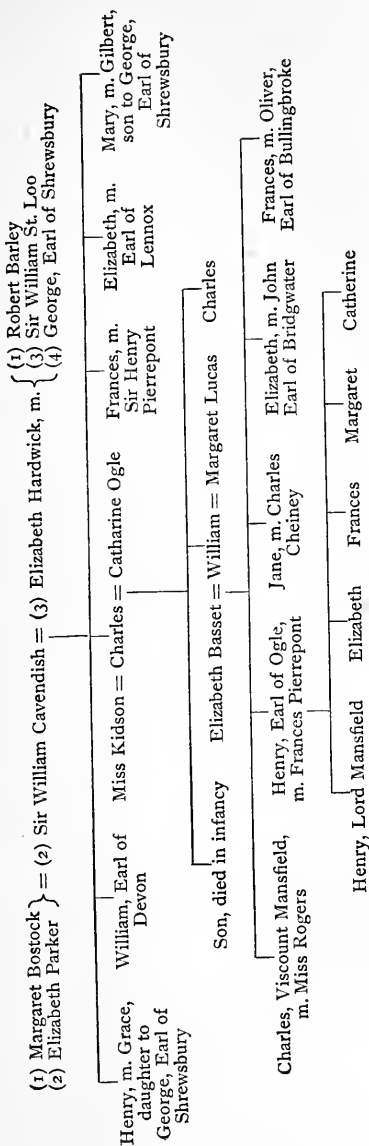 (1) Margaret Bostock } = (2) Sir William Cavendish = (3) Elizabeth Hardwick, m. { (1) Robert Barley
(2) Elizabeth Parker (3) Sir William St. Loo
(4) George, Earl of Shrewsbury
Henry, m. Grace,
daughter to
George, Earl of
Shrewsbury
William, Earl of
Devon
Miss Kidson = Charles = Catharine Ogle
Frances, m.
Sir Henry
Pierrepont
Elizabeth, m.
Earl of
Lennox
Mary, m. Gilbert,
son to George,
Earl of
Shrewsbury
Son, died in infancy
Elizabeth Basset = William = Margaret Lucas
Charles
Charles, Viscount Mansfield,
m. Miss Rogers
Henry, Earl of Ogle,
m. Frances Pierrepont
Jane, m. Charles
Cheiney
Elizabeth, m. John
Earl of Bridgwater
Frances, m. Oliver,
Earl of Bullingbroke
Henry, Lord Mansfield
Elizabeth
Frances
Margaret
Catherine